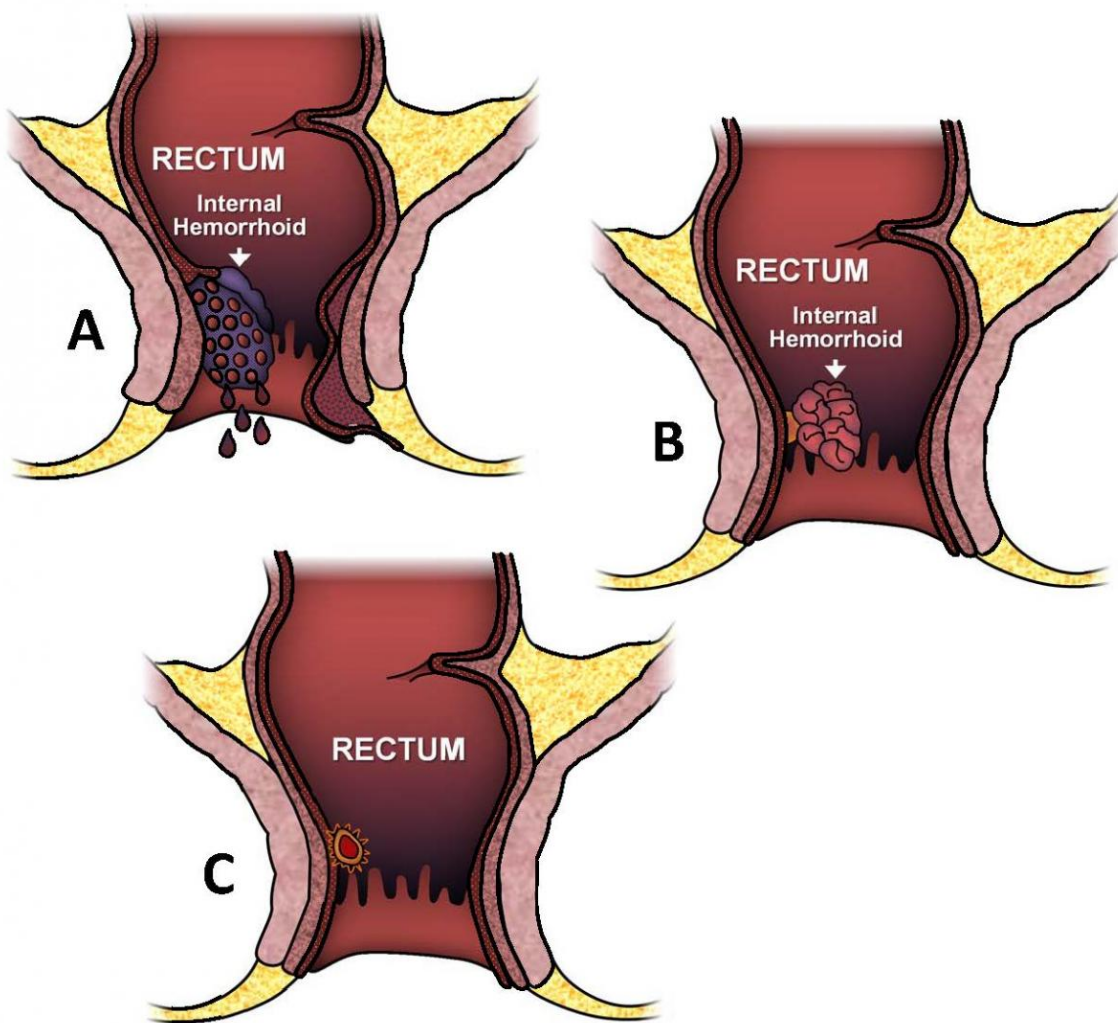 RECTUM
Internal
Hemorrhoid
A
RECTUM
Internal
Hemorrhoid
B
RECTUM
C